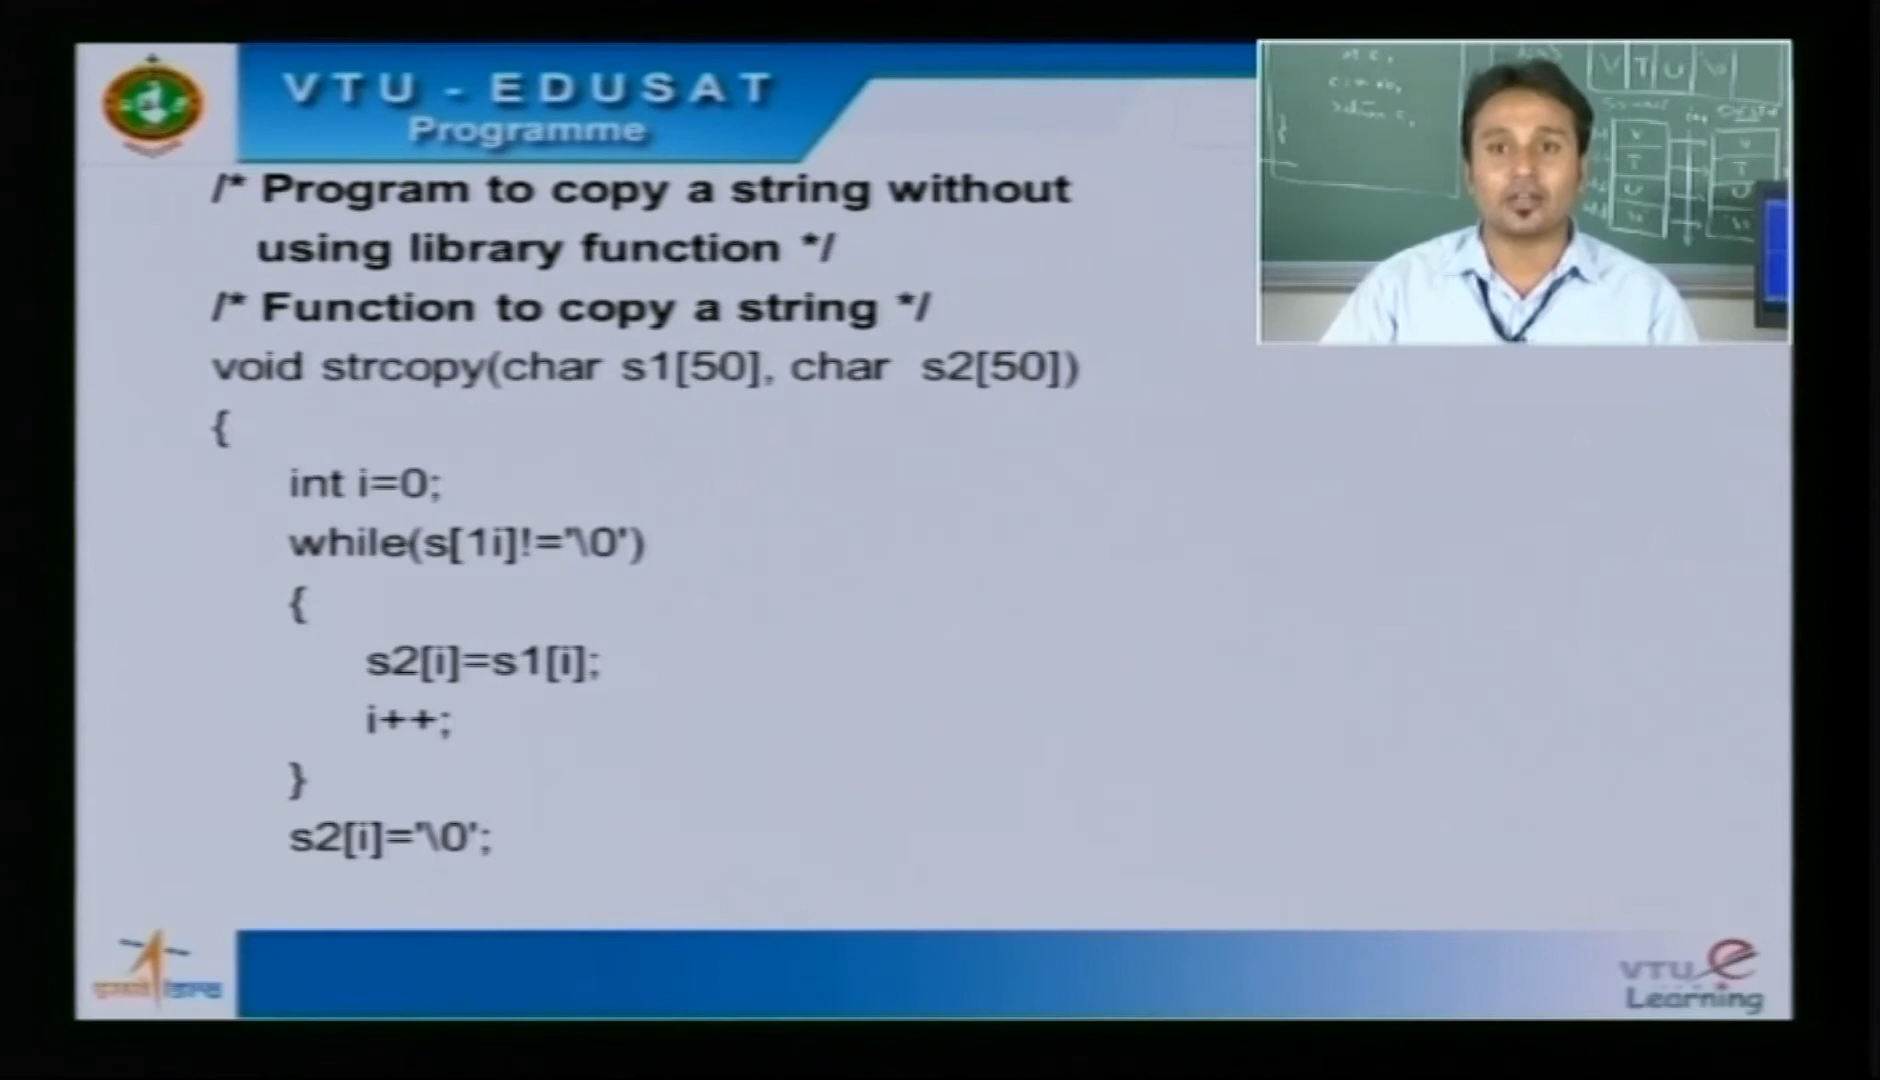 VTU - EDUSAT
Programme
/* Program to copy a string without
using library function */
/* Function to copy a string */
void strcopy(char s1[50], char s2[50])
{
int i=0;
while(s[1i]!='\0')
{
s2[i]=s1[i];
i++;
}
s2[i]='\0';
VTU e
Learning